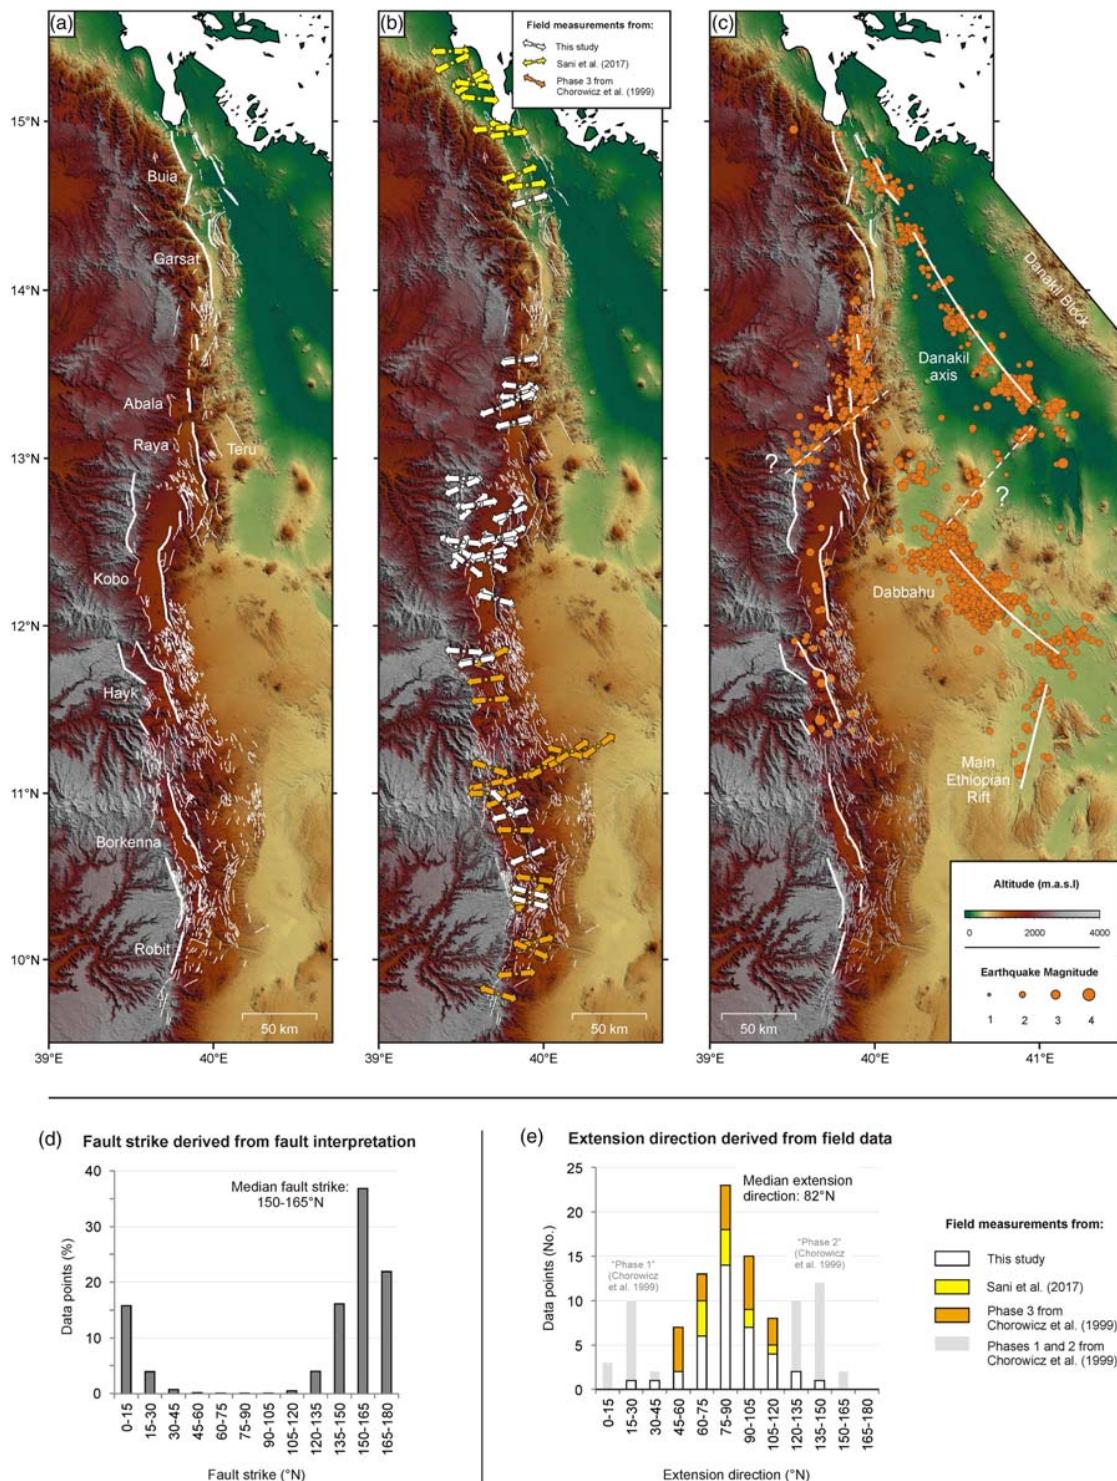 (a)
15°N
14°N
13°N
12°N
11°N
10°N
Buia
Garsat
Abala
Raya
Teru
Kobo
Hayk
Borkenna
Robit
50 km
39°E
40°E
(b)
Field measurements from:
This study
Sani et al. (2017)
Phase 3 from
Chorowicz et al. (1999)
50 km
39°E
40°E
(c)
Danakil Block
Danakil
axis
?
?
Dabbahu
Main
Ethiopian
Rift
Altitude (m.a.s.l)
0 2000 4000
Earthquake Magnitude
1 2 3 4
50 km
39°E
40°E
41°E
(d) Fault strike derived from fault interpretation
Median fault strike:
150-165°N
Data points (%)
40
30
20
10
0
0-15
15-30
30-45
45-60
60-75
75-90
90-105
105-120
120-135
135-150
150-165
165-180
Fault strike (°N)
(e) Extension direction derived from field data
Median extension
direction: 82°N
"Phase 1"
(Chorowicz
et al. 1999)
"Phase 2"
(Chorowicz
et al. 1999)
Data points (No.)
25
20
15
10
5
0
0-15
15-30
30-45
45-60
60-75
75-90
90-105
105-120
120-135
135-150
150-165
165-180
Extension direction (°N)
Field measurements from:
This study
Sani et al. (2017)
Phase 3 from
Chorowicz et al. (1999)
Phases 1 and 2 from
Chorowicz et al. (1999)